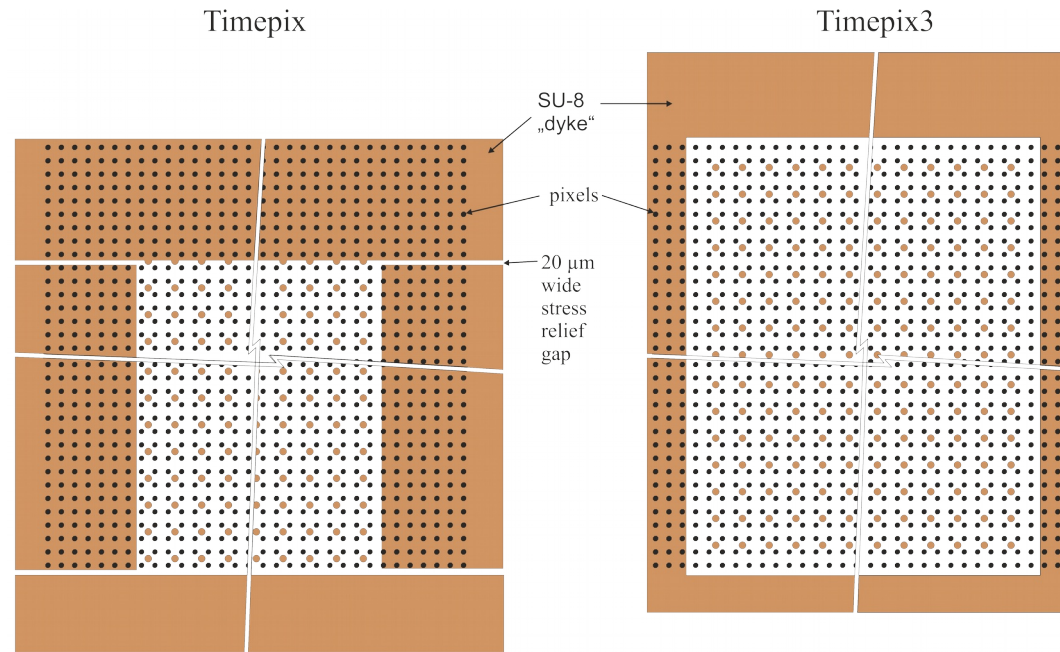 Timepix
Timepix3
SU-8
„dyke“
pixels
20 µm
wide
stress
relief
gap